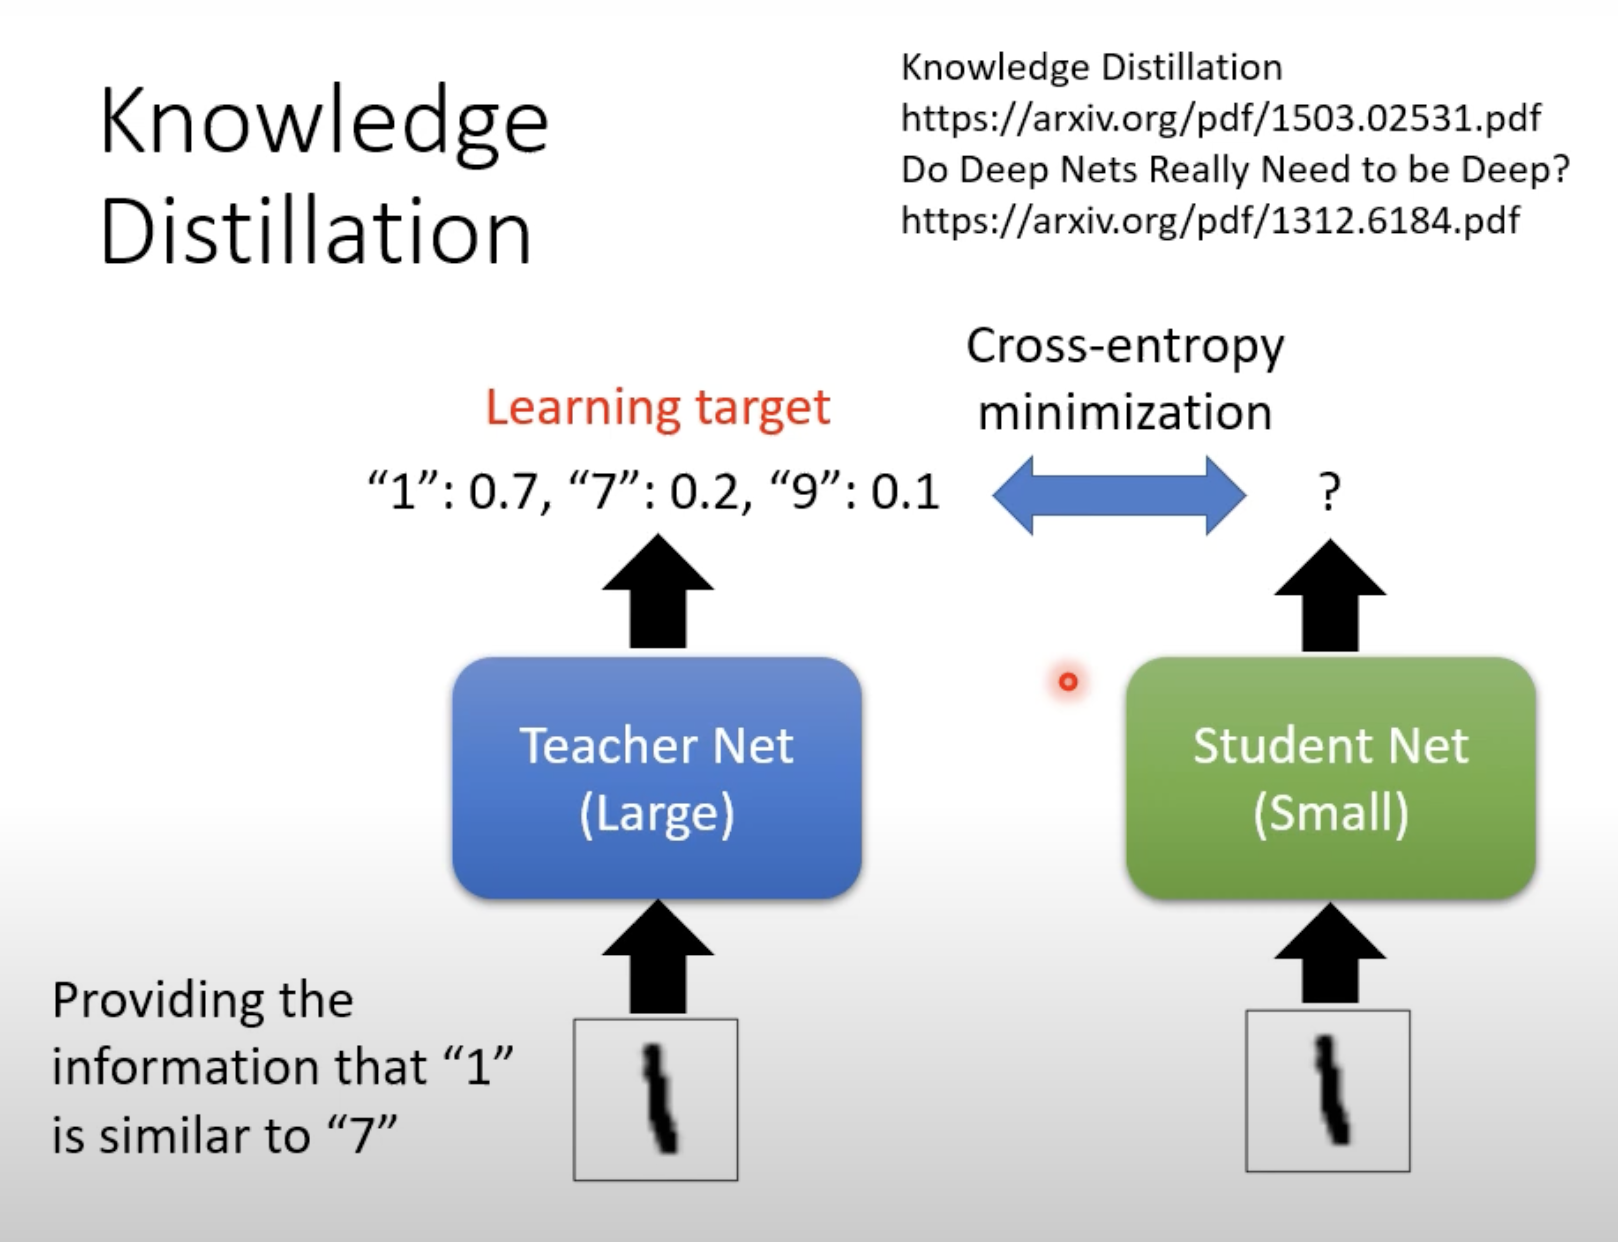 Knowledge
Distillation
Knowledge Distillation
https://arxiv.org/pdf/1503.02531.pdf
Do Deep Nets Really Need to be Deep?
https://arxiv.org/pdf/1312.6184.pdf
Cross-entropy
minimization
Learning target
“1”: 0.7, “7”: 0.2, “9”: 0.1
?
Teacher Net
(Large)
Student Net
(Small)
Providing the
information that “1”
is similar to “7”